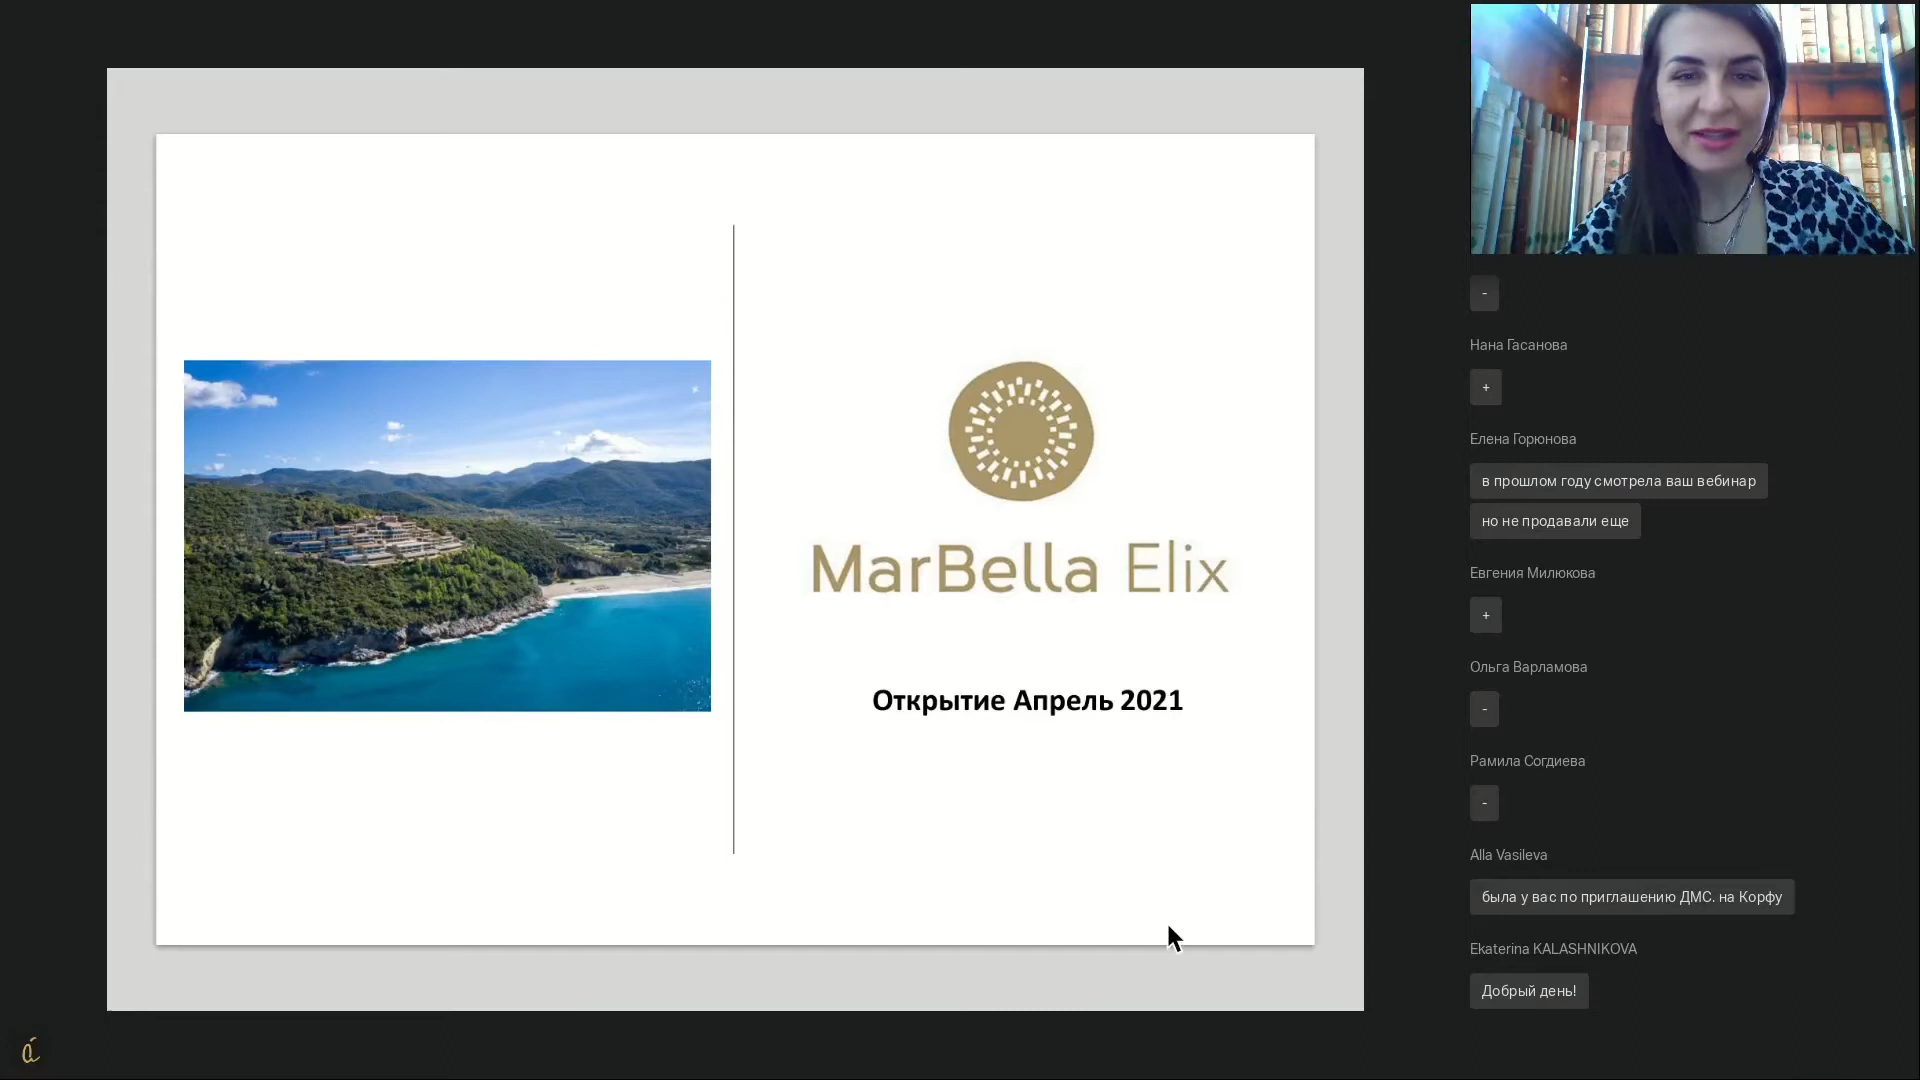 MarBella Elix
Открытие Апрель 2021
-
Нана Гасанова
+
Елена Горюнова
в прошлом году смотрела ваш вебинар
но не продавали еще
Евгения Милюкова
+
Ольга Варламова
-
Рамила Согдиева
-
Alla Vasileva
была у вас по приглашению ДМС. на Корфу
Ekaterina KALASHNIKOVA
Добрый день!
á